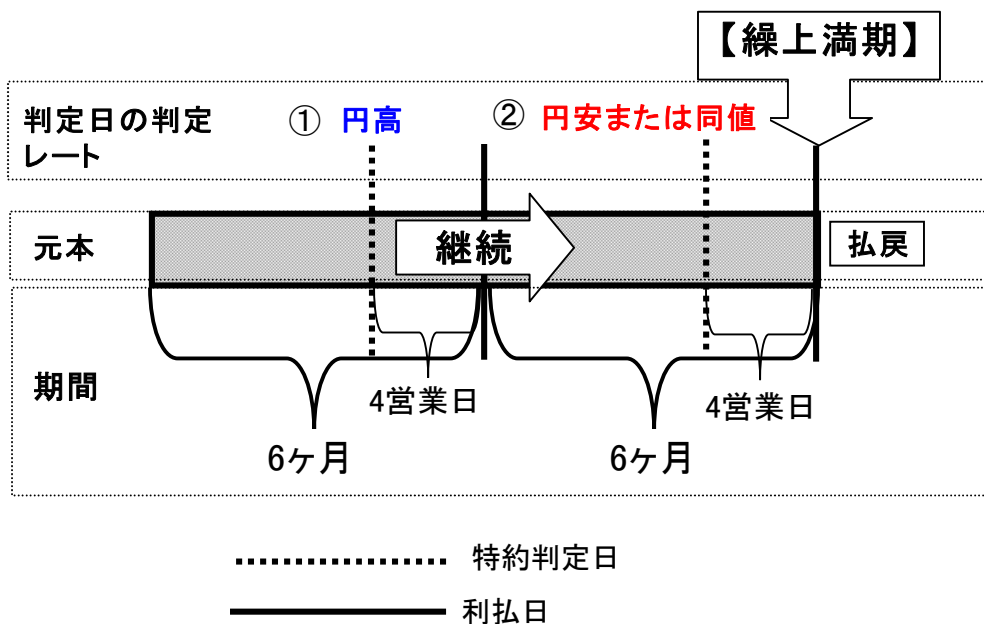 【繰上満期】
判定日の判定
レート
① 円高
② 円安または同値
元本
継続
払戻
期間
4営業日
4営業日
6ヶ月
6ヶ月
特約判定日
利払日